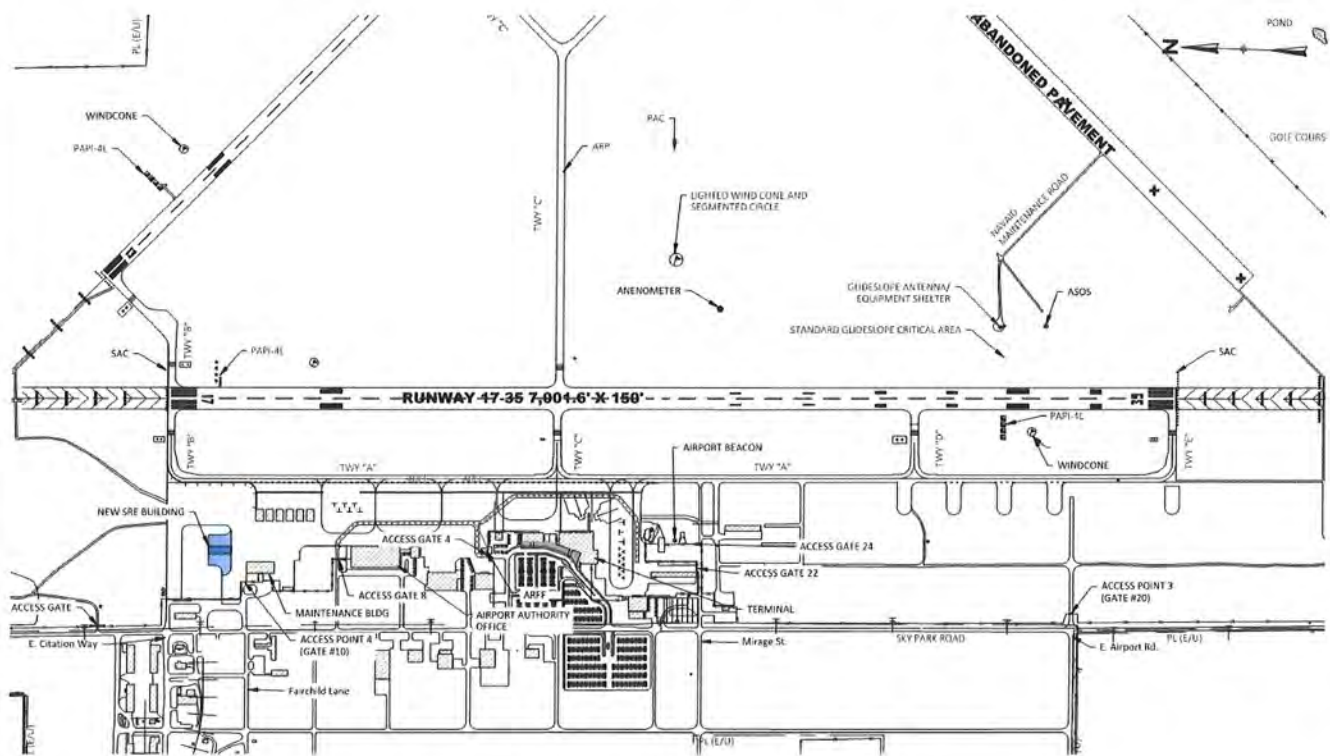 TWY "C"
PL (E/U)
ABANDONED PAVEMENT
POND
N
GOLF COURS
WINDCONE
PAPI-4L
13
RAC
ARP
TWY "C"
LIGHTED WIND CONE AND
SEGMENTED CIRCLE
NAVAID
MAINTENANCE ROAD
ANENOMETER
GLIDESLOPE ANTENNA/
EQUIPMENT SHELTER
ASOS
STANDARD GLIDESLOPE CRITICAL AREA
SAC
TWY "B"
PAPI-4L
SAC
17
RUNWAY 17-35 7,001.6' X 150'
35
PAPI-4L
TWY "B"
TWY "C"
AIRPORT BEACON
TWY "D"
WINDCONE
TWY "E"
TWY "A"
TWY "A"
NEW SRE BUILDING
ACCESS GATE 4
ACCESS GATE 24
ACCESS GATE 22
ACCESS GATE
ACCESS GATE 8
ARFF
MAINTENANCE BLDG
AIRPORT AUTHORITY
OFFICE
TERMINAL
ACCESS POINT 3
(GATE #20)
E. Citation Way
ACCESS POINT 4
(GATE #10)
Mirage St.
SKY PARK ROAD
PL (E/U)
E. Airport Rd.
Fairchild Lane
PL (E/U)
PL (E/U)